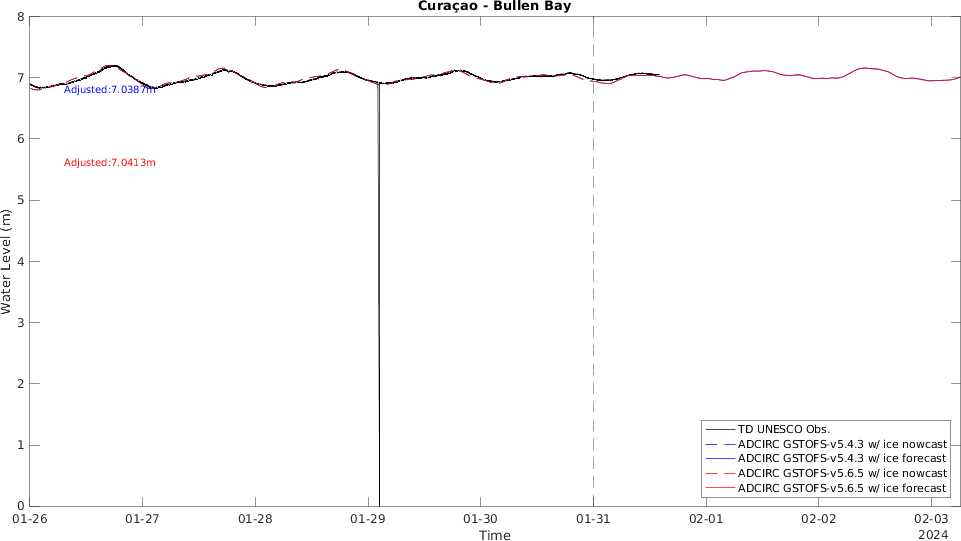 Curaçao - Bullen Bay
8
7
6
5
4
3
2
1
0
Water Level (m)
Adjusted:7.0387m
Adjusted:7.0413m
TD UNESCO Obs.
ADCIRC GSTOFS-v5.4.3 w/ ice nowcast
ADCIRC GSTOFS-v5.4.3 w/ ice forecast
ADCIRC GSTOFS-v5.6.5 w/ ice nowcast
ADCIRC GSTOFS-v5.6.5 w/ ice forecast
01-26 01-27 01-28 01-29 01-30 01-31 02-01 02-02 02-03
Time
2024